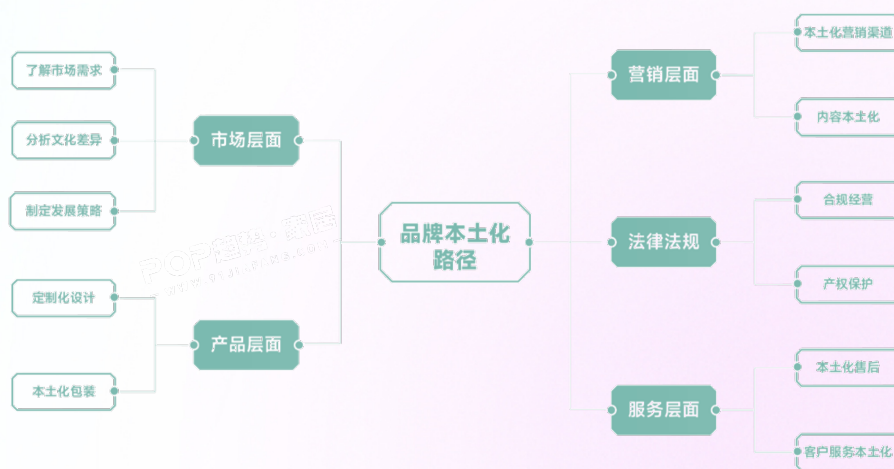 了解市场需求
分析文化差异
制定发展策略
市场层面
定制化设计
本土化包装
产品层面
品牌本土化
路径
营销层面
本土化营销渠道
内容本土化
法律法规
合规经营
产权保护
服务层面
本土化售后
客户服务本土化